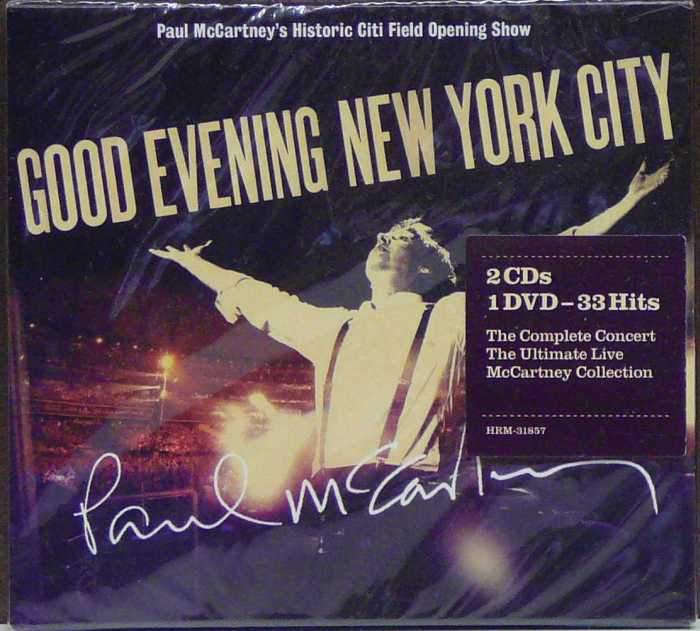 Paul McCartney's Historic Citi Field Opening Show
GOOD EVENING NEW YORK CITY
2 CDs
1 DVD – 33 Hits
The Complete Concert
The Ultimate Live
McCartney Collection
HRM-31857
Paul McCartney